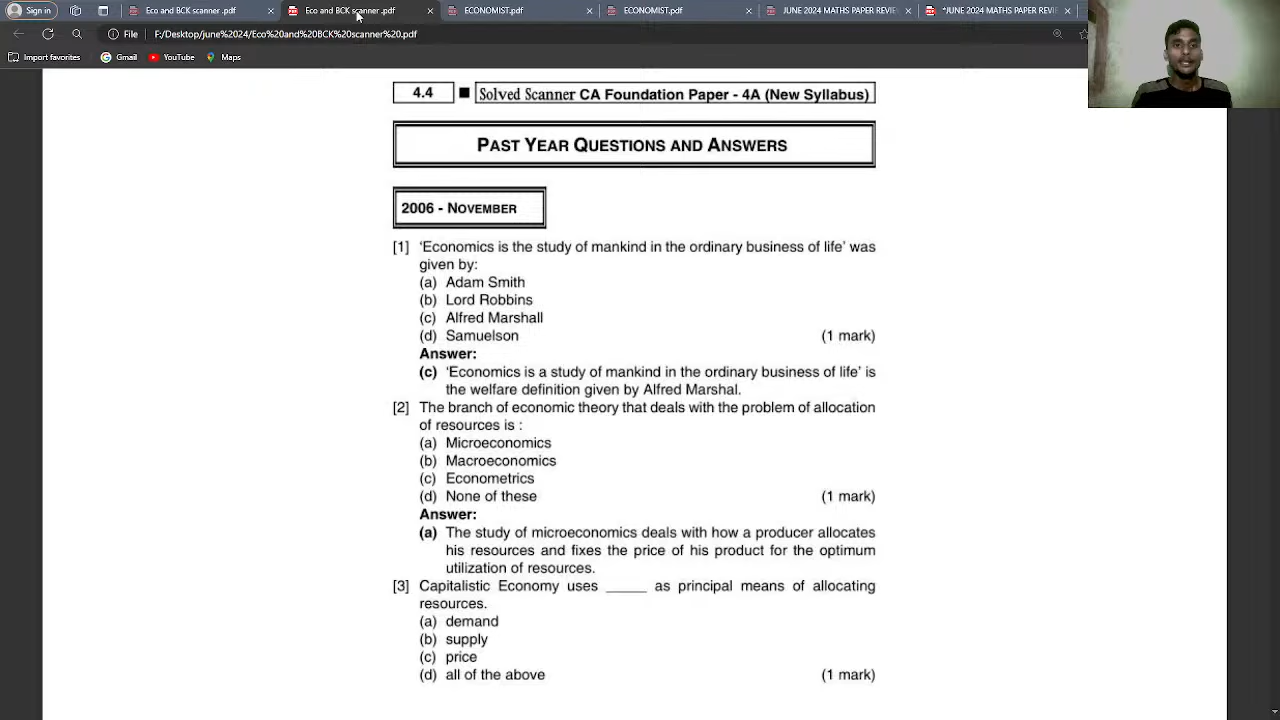 Sign in
Eco and BCK scanner .pdf
Eco and BCK scanner .pdf
ECONOMIST.pdf
ECONOMIST.pdf
JUNE 2024 MATHS PAPER REVIE
*JUNE 2024 MATHS PAPER REVIE
File
F:/Desktop/june%2024/Eco%20and%20BCK%20scanner%20.pdf
Import favorites
Gmail
YouTube
Maps
4.4 ■ Solved Scanner CA Foundation Paper - 4A (New Syllabus)
PAST YEAR QUESTIONS AND ANSWERS
2006 - NOVEMBER
[1] ‘Economics is the study of mankind in the ordinary business of life’ was
given by:
(a) Adam Smith
(b) Lord Robbins
(c) Alfred Marshall
(d) Samuelson (1 mark)
Answer:
(c) ‘Economics is a study of mankind in the ordinary business of life’ is
the welfare definition given by Alfred Marshal.
[2] The branch of economic theory that deals with the problem of allocation
of resources is :
(a) Microeconomics
(b) Macroeconomics
(c) Econometrics
(d) None of these (1 mark)
Answer:
(a) The study of microeconomics deals with how a producer allocates
his resources and fixes the price of his product for the optimum
utilization of resources.
[3] Capitalistic Economy uses _____ as principal means of allocating
resources.
(a) demand
(b) supply
(c) price
(d) all of the above (1 mark)